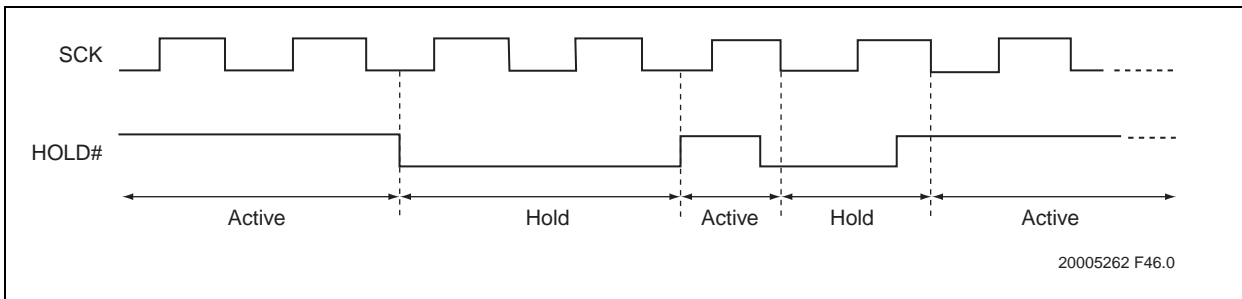 SCK
HOLD#
Active Hold Active Hold Active
20005262 F46.0